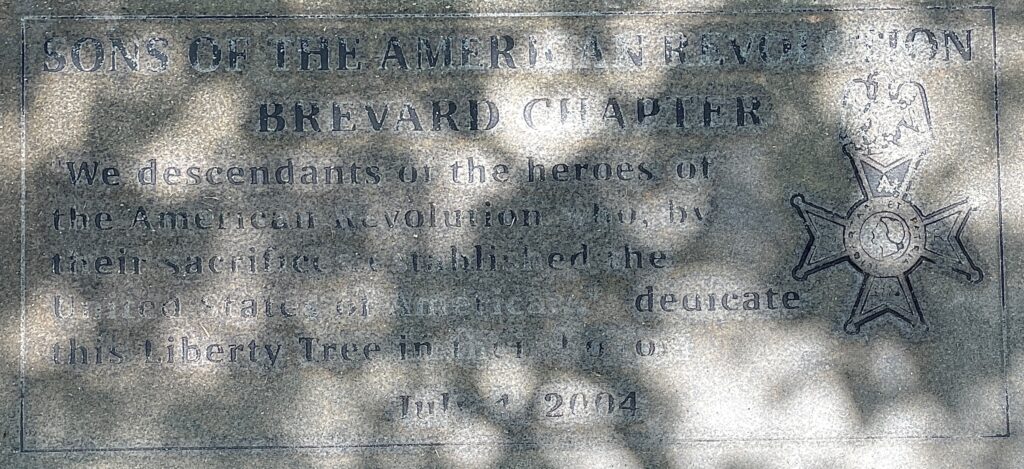 SONS OF THE AMERICAN REVOLUTION
BREVARD CHAPTER
"We descendants of the heroes of
the American Revolution who, by
their sacrifices established the
United States of America, dedicate
this Liberty Tree in their
July 4, 2004